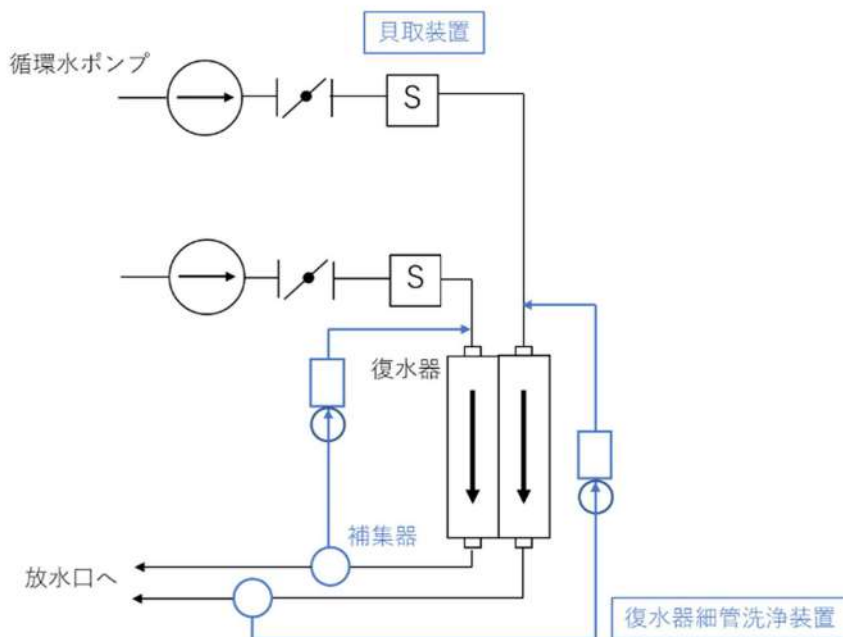 貝取装置
循環水ポンプ
S
S
復水器
補集器
放水口へ
復水器細管洗浄装置